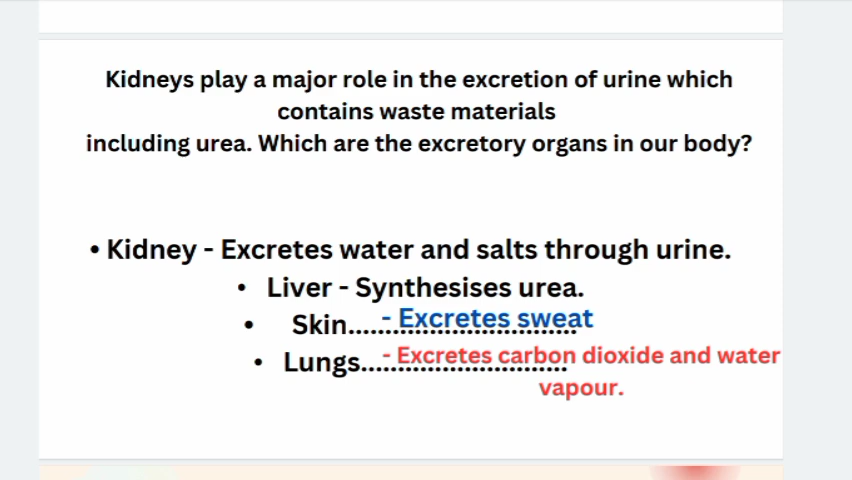 Kidneys play a major role in the excretion of urine which
contains waste materials
including urea. Which are the excretory organs in our body?
• Kidney - Excretes water and salts through urine.
• Liver - Synthesises urea.
• Skin............................... - Excretes sweat
• Lungs............................ - Excretes carbon dioxide and water
vapour.